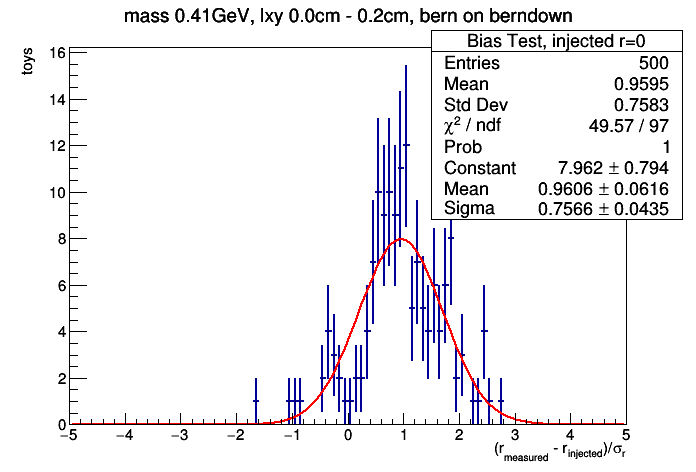 mass 0.41GeV, lxy 0.0cm - 0.2cm, bern on berndown
toys
Bias Test, injected r=0
Entries 500
Mean 0.9595
Std Dev 0.7583
χ² / ndf 49.57 / 97
Prob 1
Constant 7.962 ± 0.794
Mean 0.9606 ± 0.0616
Sigma 0.7566 ± 0.0435
16
14
12
10
8
6
4
2
0
−5 −4 −3 −2 −1 0 1 2 3 4 5
(r_measured - r_injected)/σ_r